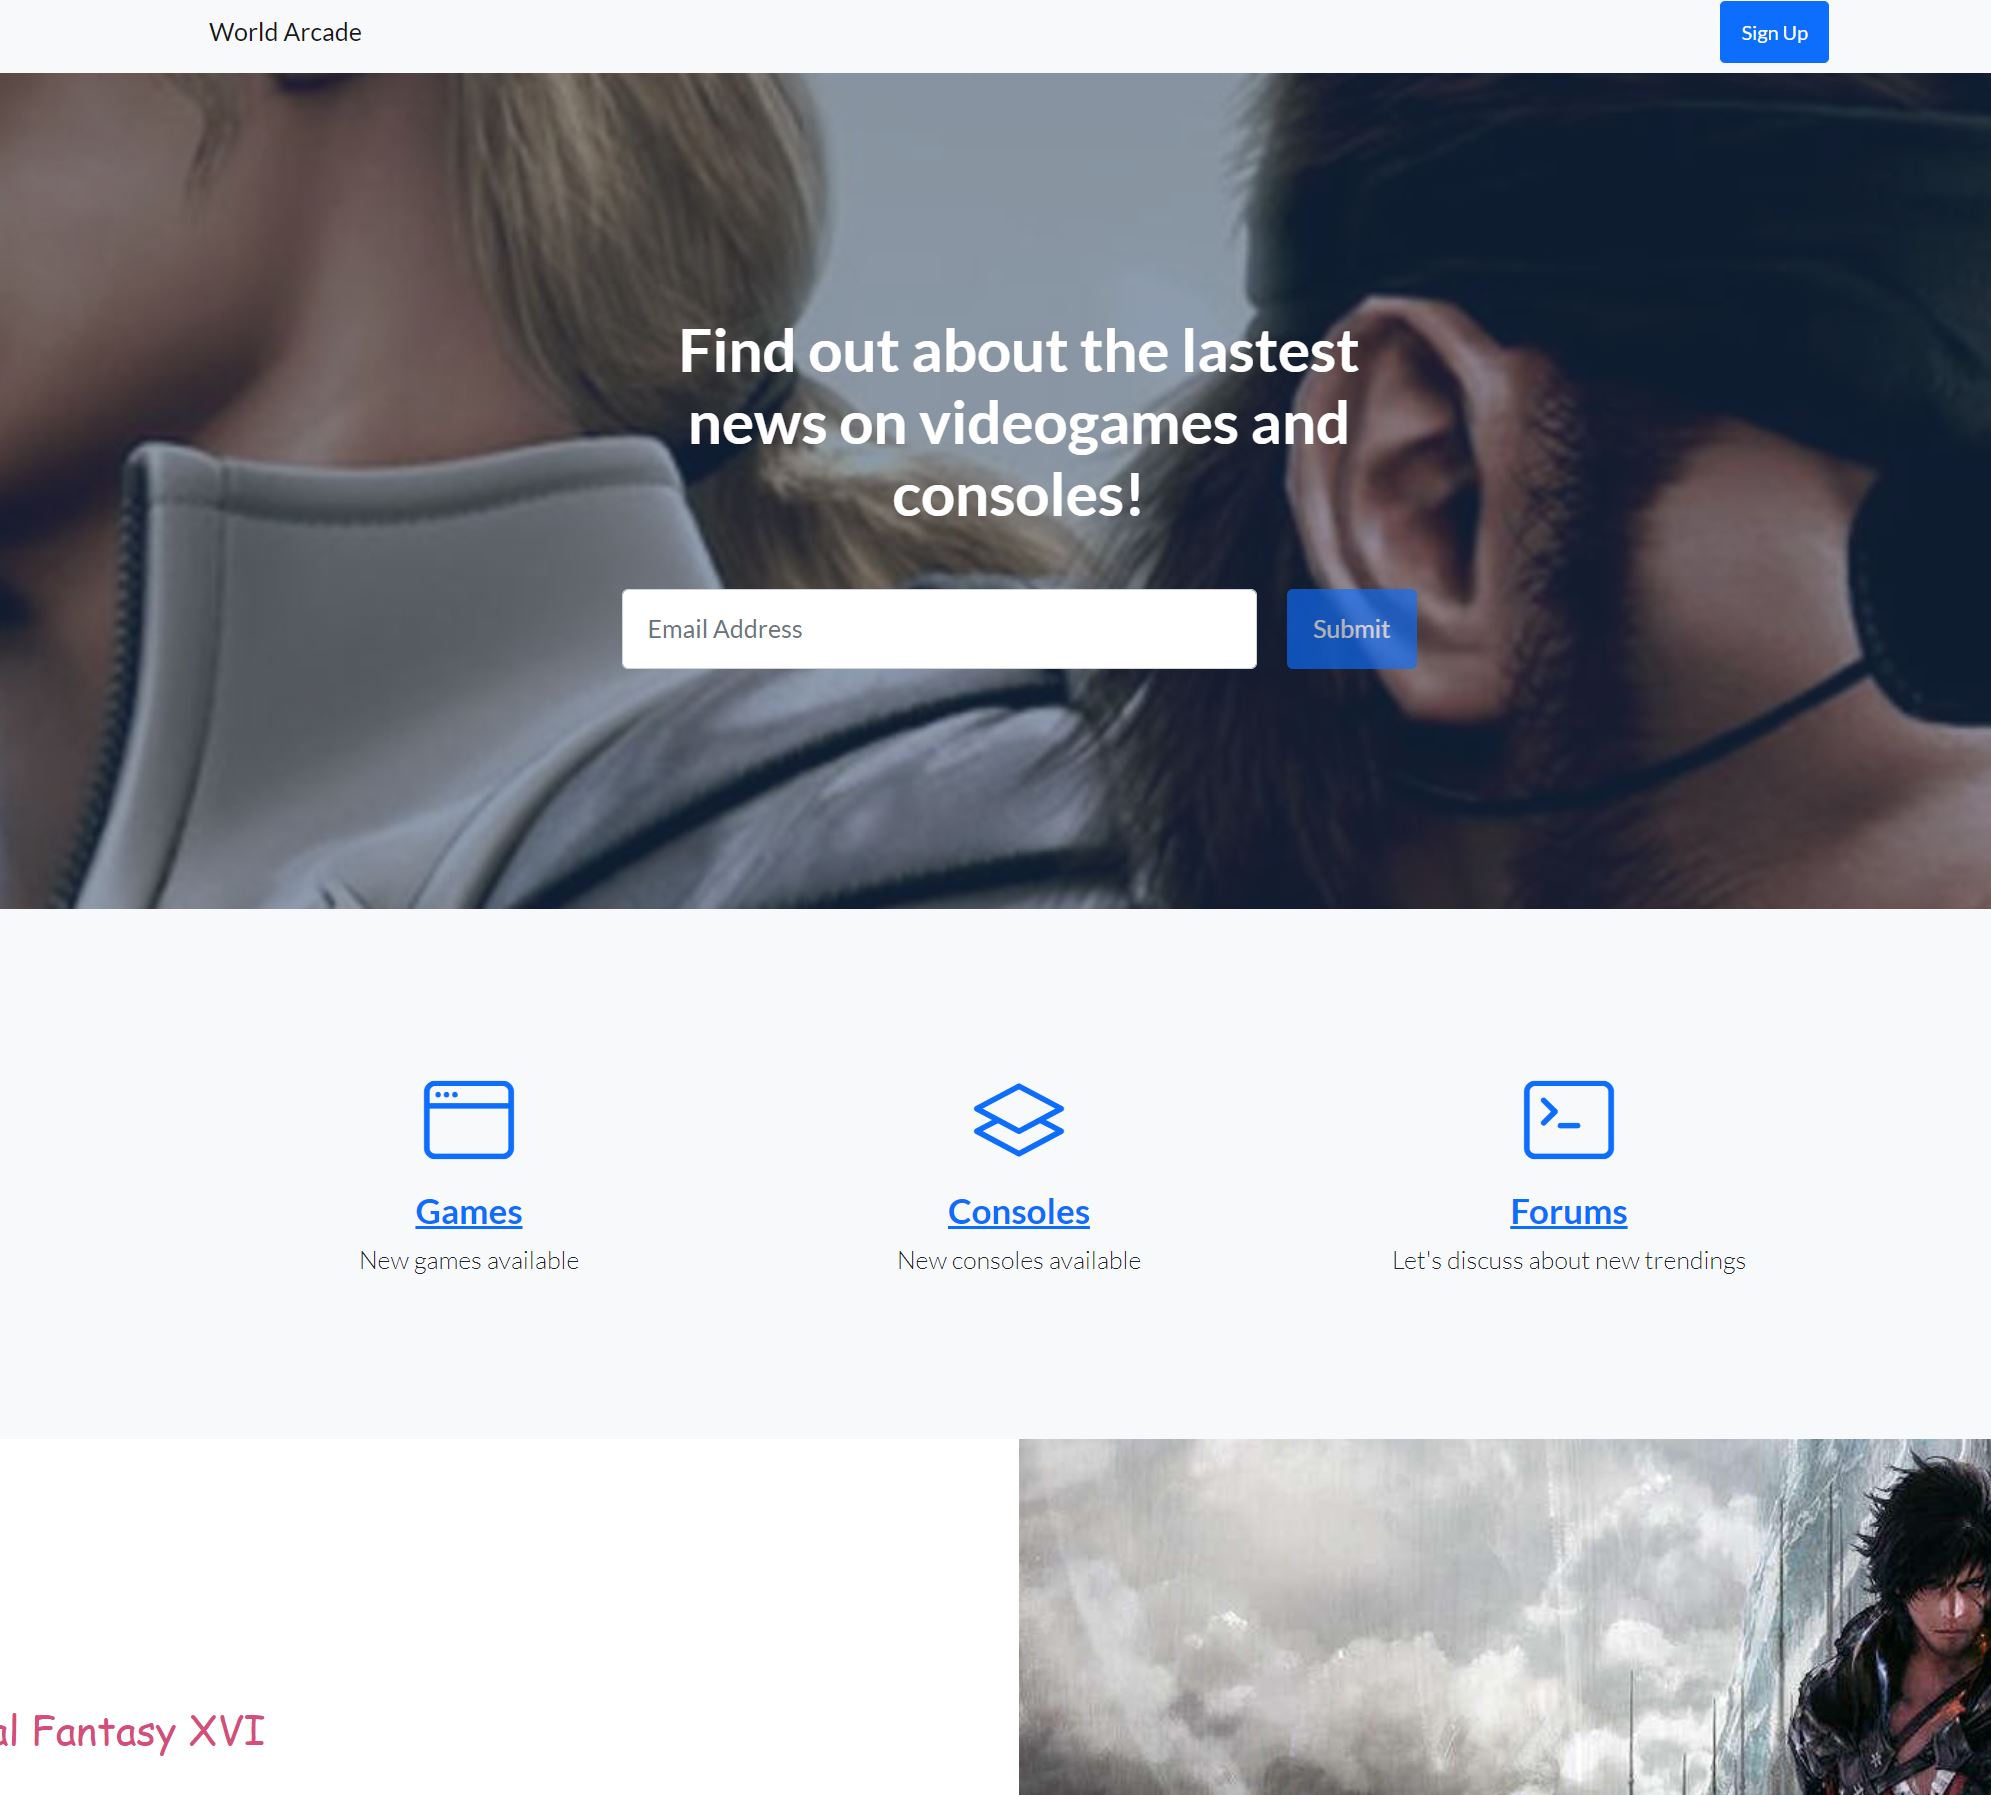 World Arcade
Sign Up
Find out about the lastest
news on videogames and
consoles!
Email Address
Submit
Games
Consoles
Forums
New games available
New consoles available
Let's discuss about new trendings
al Fantasy XVI